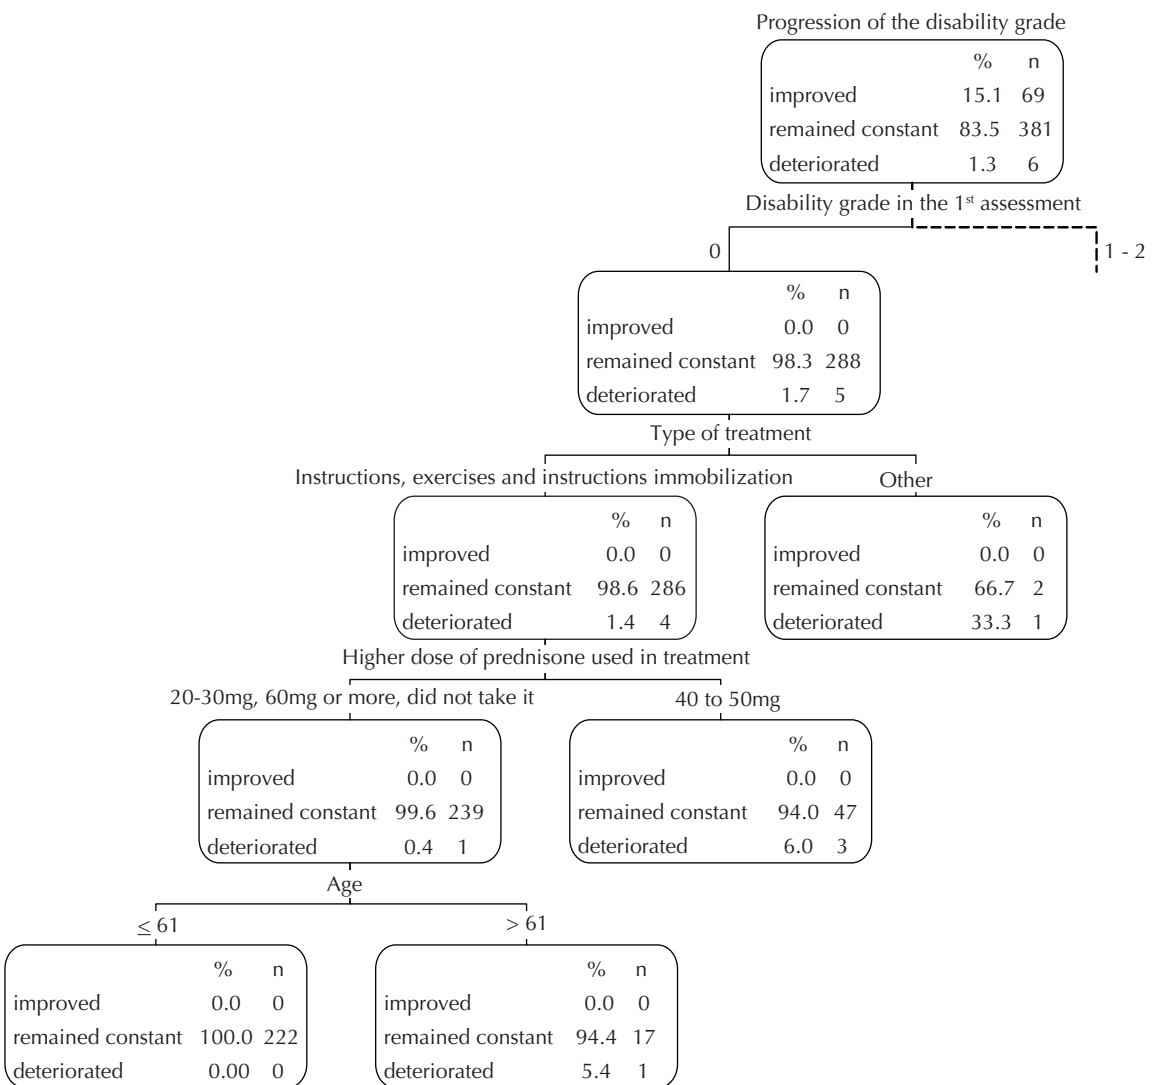 Progression of the disability grade
% n
improved 15.1 69
remained constant 83.5 381
deteriorated 1.3 6
Disability grade in the 1st assessment
0
1 - 2
% n
improved 0.0 0
remained constant 98.3 288
deteriorated 1.7 5
Type of treatment
Instructions, exercises and instructions immobilization
Other
% n
improved 0.0 0
remained constant 98.6 286
deteriorated 1.4 4
% n
improved 0.0 0
remained constant 66.7 2
deteriorated 33.3 1
Higher dose of prednisone used in treatment
20-30mg, 60mg or more, did not take it
40 to 50mg
% n
improved 0.0 0
remained constant 99.6 239
deteriorated 0.4 1
% n
improved 0.0 0
remained constant 94.0 47
deteriorated 6.0 3
Age
≤ 61
> 61
% n
improved 0.0 0
remained constant 100.0 222
deteriorated 0.00 0
% n
improved 0.0 0
remained constant 94.4 17
deteriorated 5.4 1